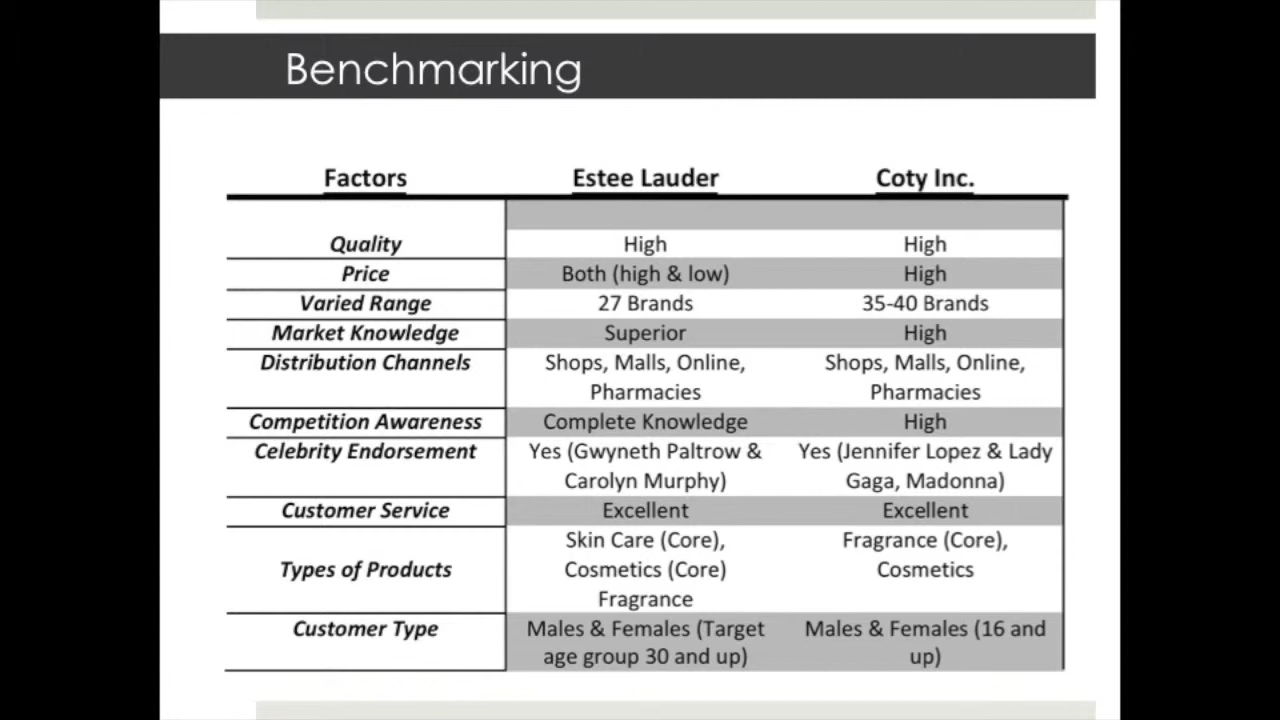 Benchmarking
Factors Estee Lauder Coty Inc.
Quality High High
Price Both (high & low) High
Varied Range 27 Brands 35-40 Brands
Market Knowledge Superior High
Distribution Channels Shops, Malls, Online, Shops, Malls, Online,
Pharmacies Pharmacies
Competition Awareness Complete Knowledge High
Celebrity Endorsement Yes (Gwyneth Paltrow & Yes (Jennifer Lopez & Lady
Carolyn Murphy) Gaga, Madonna)
Customer Service Excellent Excellent
Skin Care (Core), Fragrance (Core),
Types of Products Cosmetics (Core) Cosmetics
Fragrance
Customer Type Males & Females (Target Males & Females (16 and
age group 30 and up) up)